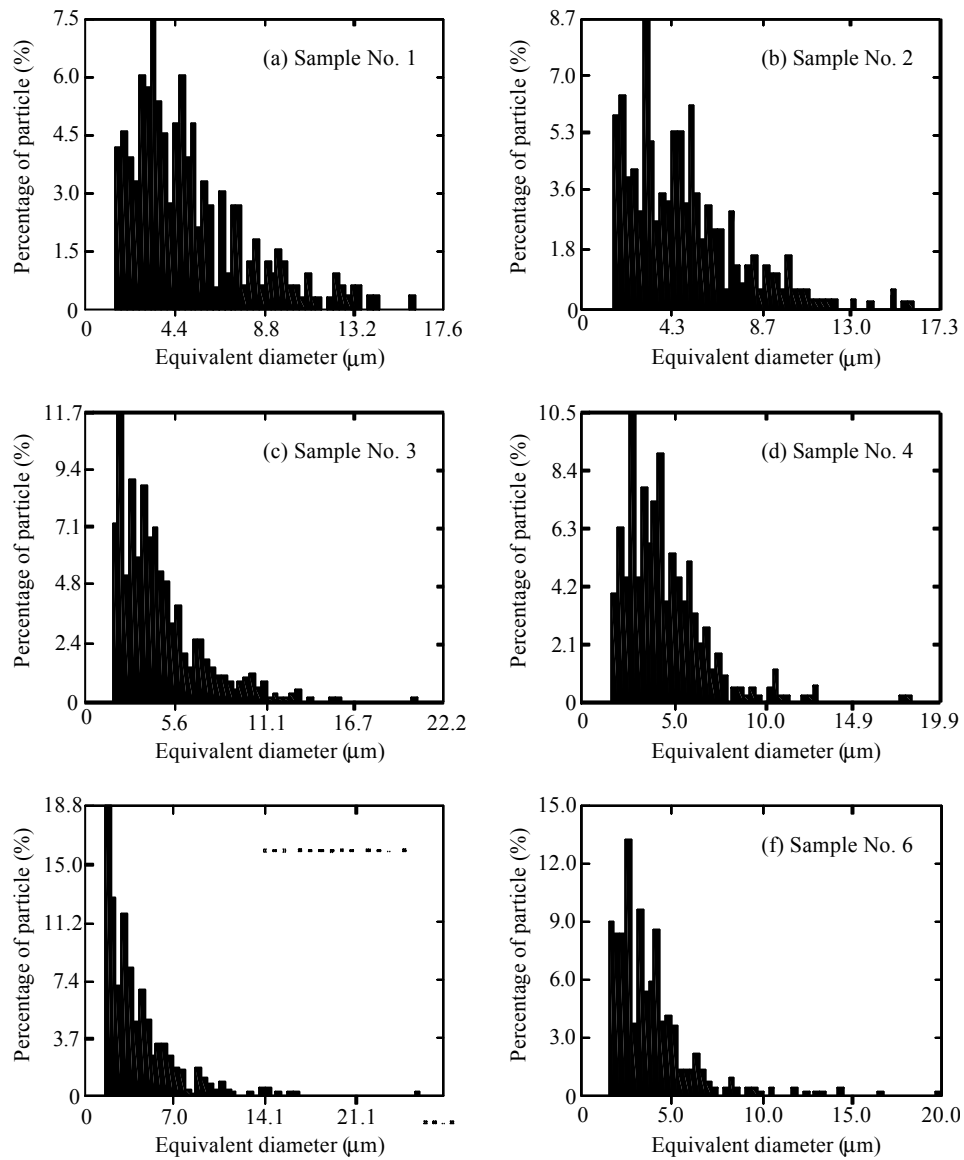 7.5
6.0
4.5
3.0
1.5
0
Percentage of particle (%)
(a) Sample No. 1
0 4.4 8.8 13.2 17.6
Equivalent diameter (μm)
8.7
7.0
5.3
3.6
1.8
0
Percentage of particle (%)
(b) Sample No. 2
0 4.3 8.7 13.0 17.3
Equivalent diameter (μm)
11.7
9.4
7.1
4.8
2.4
0
Percentage of particle (%)
(c) Sample No. 3
0 5.6 11.1 16.7 22.2
Equivalent diameter (μm)
10.5
8.4
6.3
4.2
2.1
0
Percentage of particle (%)
(d) Sample No. 4
0 5.0 10.0 14.9 19.9
Equivalent diameter (μm)
18.8
15.0
11.2
7.4
3.7
0
Percentage of particle (%)
0 7.0 14.1 21.1
Equivalent diameter (μm)
15.0
12.0
9.0
6.0
3.0
0
Percentage of particle (%)
(f) Sample No. 6
0 5.0 10.0 15.0 20.0
Equivalent diameter (μm)